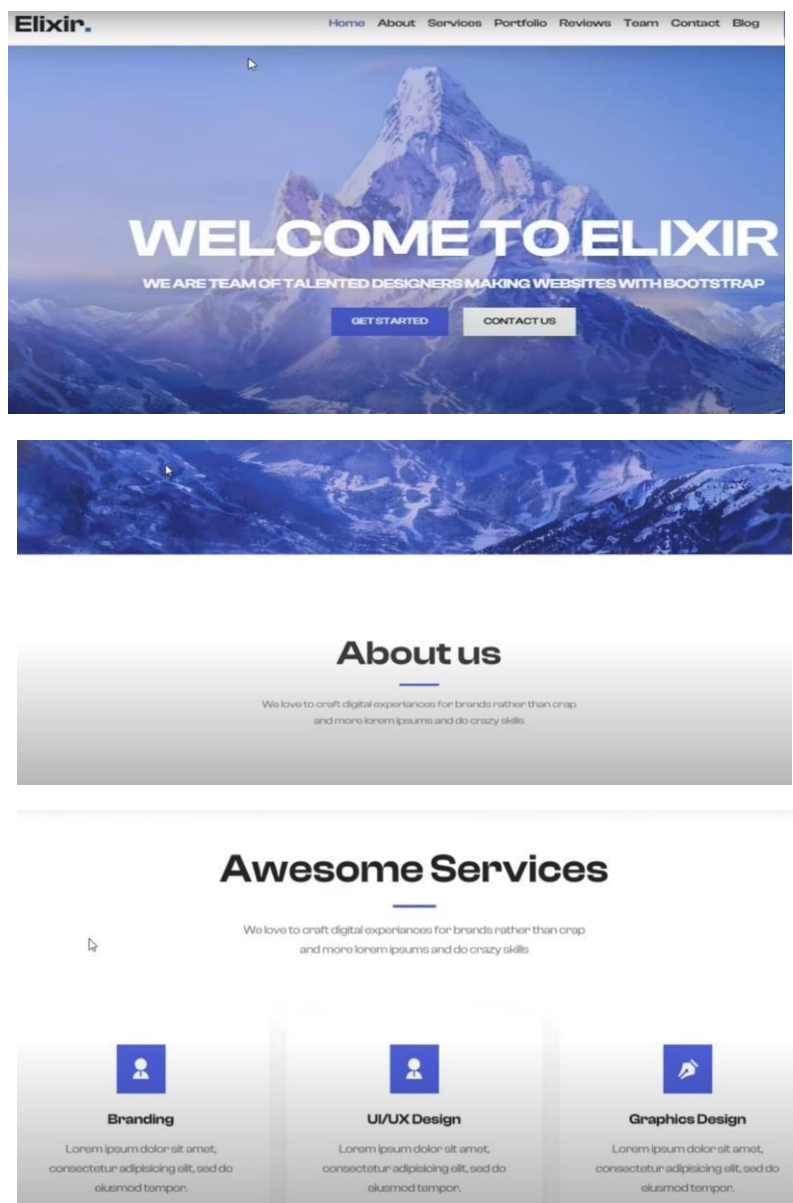 Elixir.
Home About Services Portfolio Reviews Team Contact Blog
WELCOME TO ELIXIR
WE ARE TEAM OF TALENTED DESIGNERS MAKING WEBSITES WITH BOOTSTRAP
GET STARTED CONTACT US
About us
We love to craft digital experiances for brands rather than crap
and more lorem ipsums and do crazy skills
Awesome Services
We love to craft digital experiances for brands rather than crap
and more lorem ipsums and do crazy skills
Branding UI/UX Design Graphics Design
Lorem ipsum dolor sit amet, Lorem ipsum dolor sit amet, Lorem ipsum dolor sit amet,
consectetur adipisicing elit, sed do consectetur adipisicing elit, sed do consectetur adipisicing elit, sed do
eiusmod tempor. eiusmod tempor. eiusmod tempor.